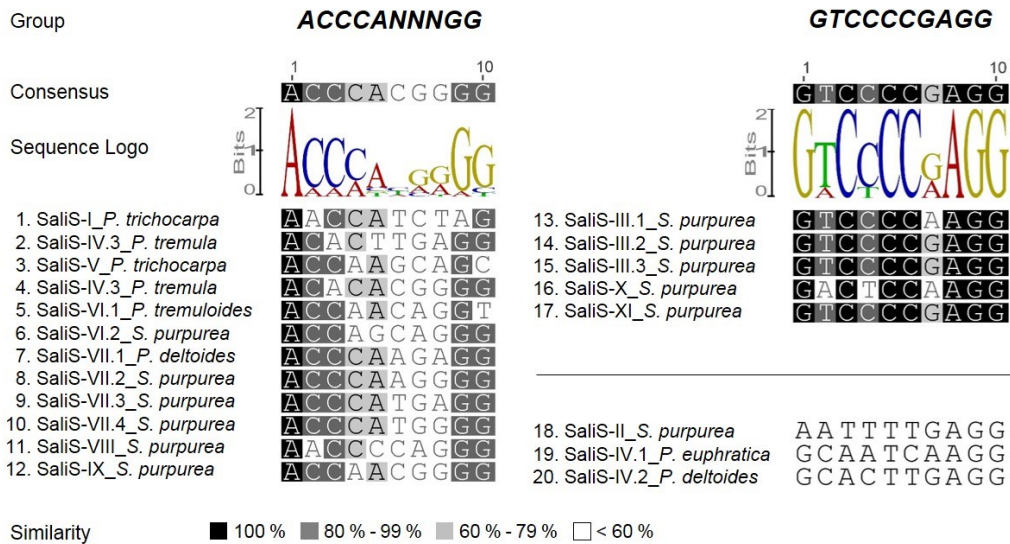 Group
ACCCANNNGG
GTCCCCGAGG
1 10
1 10
Consensus
ACCCACGGGG
GTCCCCGAGG
Sequence Logo
Bits
2
1
0
Bits
2
1
0
1. SaliS-I_P. trichocarpa AACCATCTAG
2. SaliS-IV.3_P. tremula ACACTTGAGG
3. SaliS-V_P. trichocarpa ACCAAGCAGC
4. SaliS-IV.3_P. tremula ACACACGGGG
5. SaliS-VI.1_P. tremuloides ACCAACAGGT
6. SaliS-VI.2_S. purpurea ACCAGCAGGG
7. SaliS-VII.1_P. deltoides ACCCAAGAGG
8. SaliS-VII.2_S. purpurea ACCCAAGGGG
9. SaliS-VII.3_S. purpurea ACCCATGAGG
10. SaliS-VII.4_S. purpurea ACCCATGGGG
11. SaliS-VIII_S. purpurea AACCCCAGGG
12. SaliS-IX_S. purpurea ACCAACGGGG
13. SaliS-III.1_S. purpurea GTCCCCAAGG
14. SaliS-III.2_S. purpurea GTCCCCGAGG
15. SaliS-III.3_S. purpurea GTCCCCGAGG
16. SaliS-X_S. purpurea GACTCCAAGG
17. SaliS-XI_S. purpurea GTCCCCGAGG
18. SaliS-II_S. purpurea AATTTTGAGG
19. SaliS-IV.1_P. euphratica GCAATCAAGG
20. SaliS-IV.2_P. deltoides GCACTTGAGG
Similarity 100 % 80 % - 99 % 60 % - 79 % < 60 %